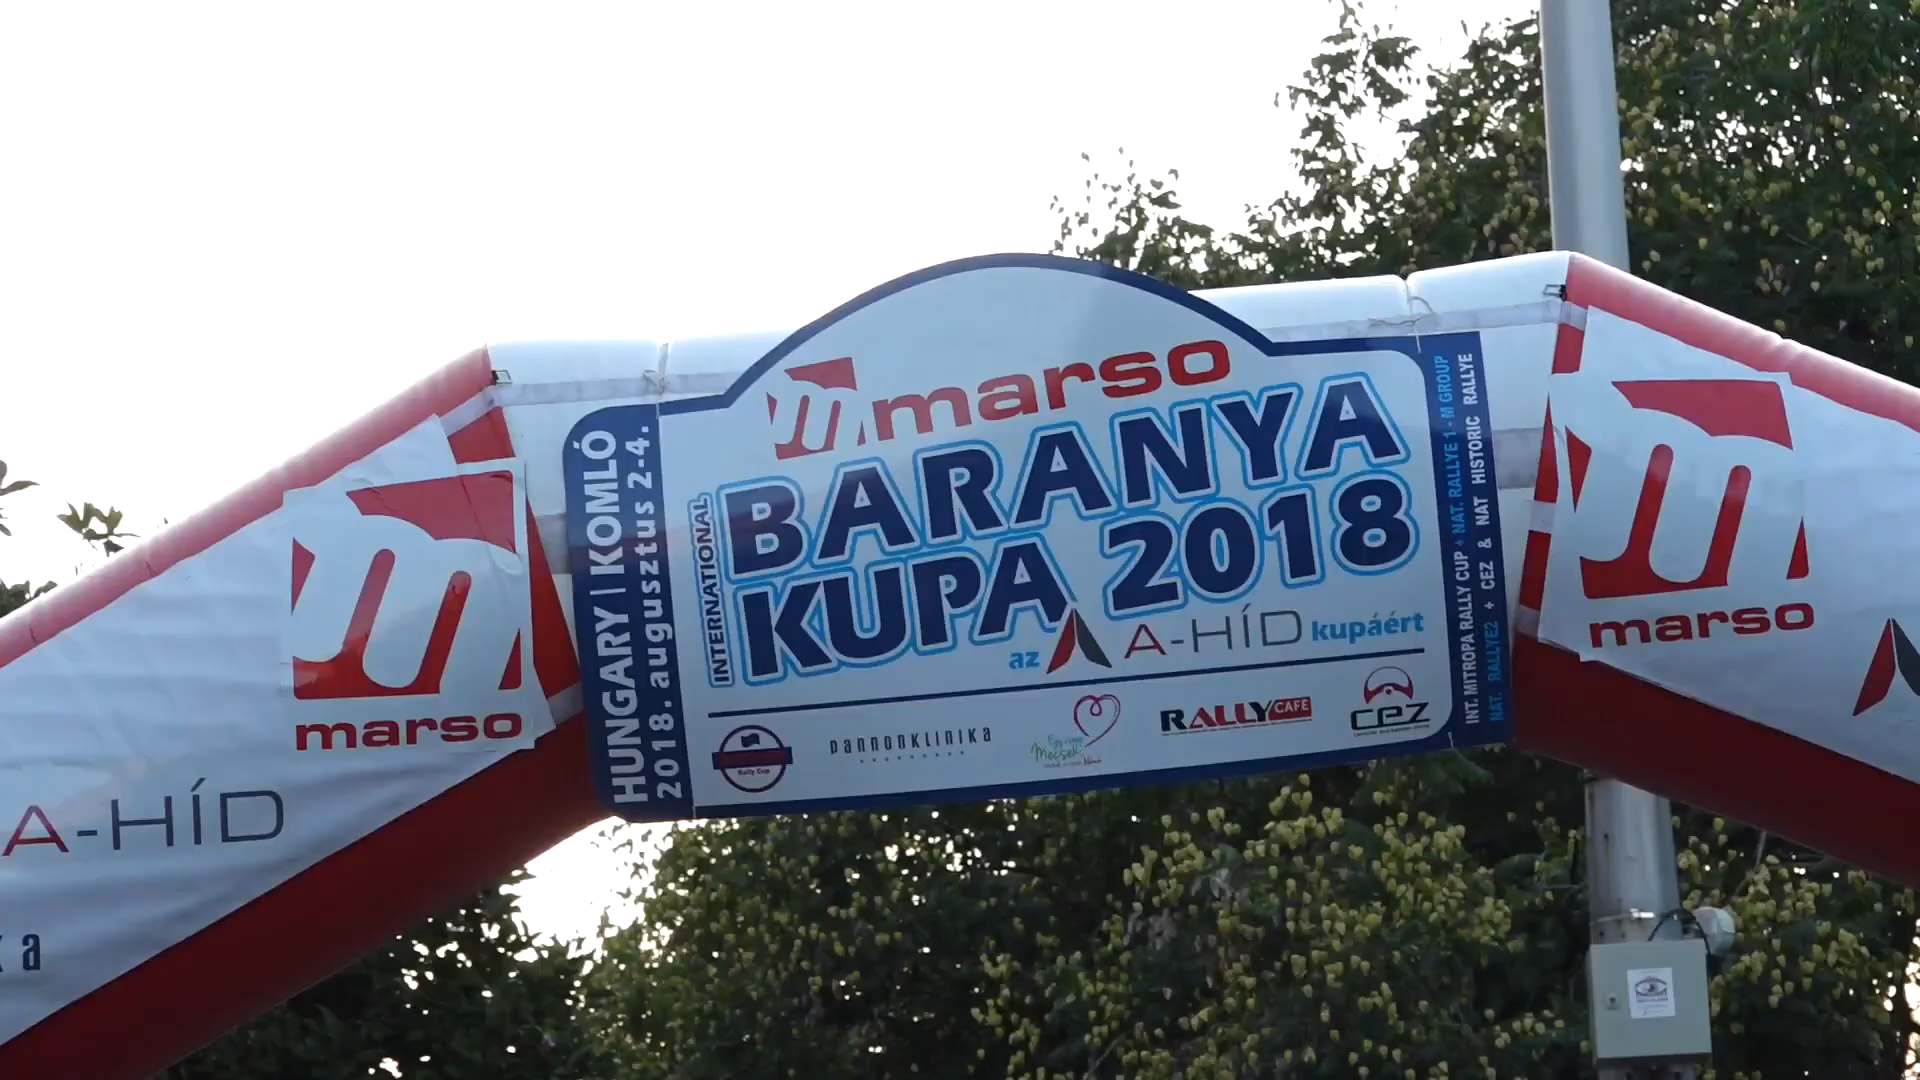 marso
BARANYA
INTERNATIONAL
KUPA 2018
az A-HÍD kupáért
HUNGARY | KOMLÓ
2018. augusztus 2-4.
INT. MITROPA RALLY CUP + NAT. RALLYE 1 - M GROUP
NAT. RALLYE2 + CEZ & NAT HISTORIC RALLYE
Rally Cup
PANNONKLINIKA
Mecsek
RALLY CAFE
CEZ
marso
A-HÍD
a
marso